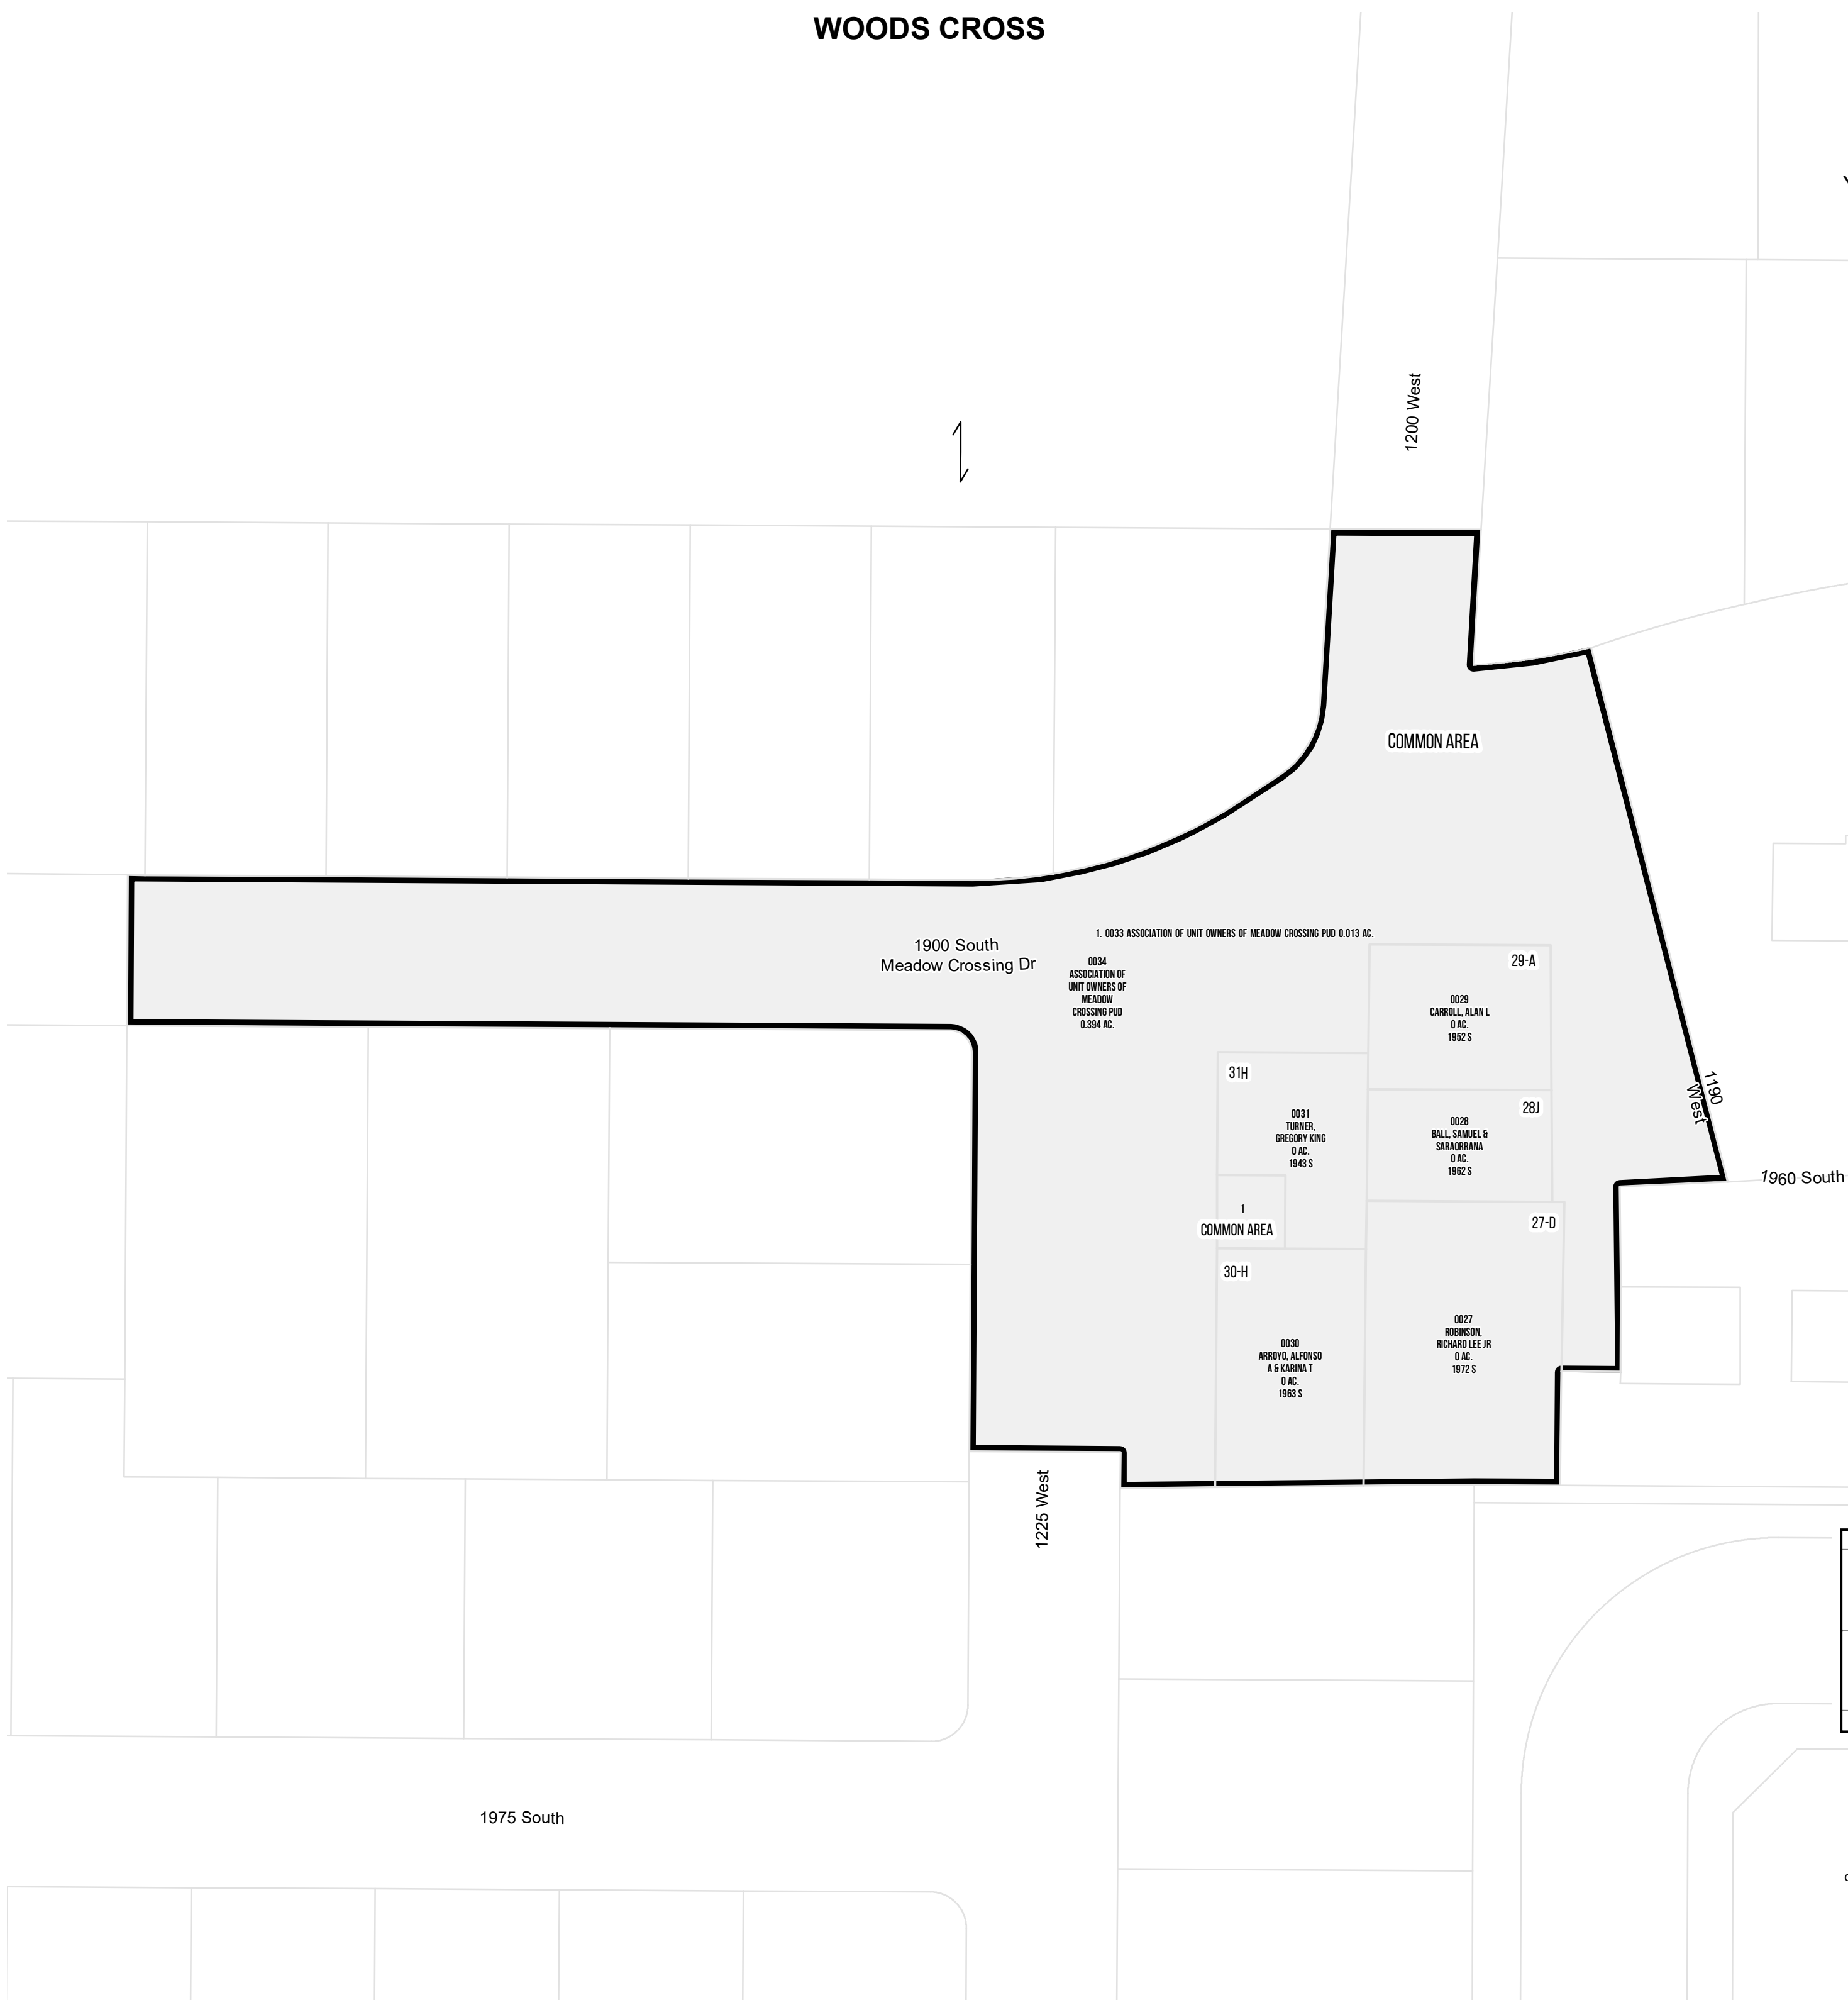 WOODS CROSS
1200 West
COMMON AREA
1. 0033 ASSOCIATION OF UNIT OWNERS OF MEADOW CROSSING PUD 0.013 AC.
1900 South
Meadow Crossing Dr
0034
ASSOCIATION OF
UNIT OWNERS OF
MEADOW
CROSSING PUD
0.394 AC.
29-A
0029
CARROLL, ALAN L
0 AC.
1952 S
31H
0031
TURNER,
GREGORY KING
0 AC.
1943 S
28J
0028
BALL, SAMUEL &
SARAORRANA
0 AC.
1962 S
1190
West
1960 South
1
COMMON AREA
27-D
0027
ROBINSON,
RICHARD LEE JR
0 AC.
1972 S
30-H
0030
ARROYO, ALFONSO
A & KARINA T
0 AC.
1963 S
1225 West
1975 South